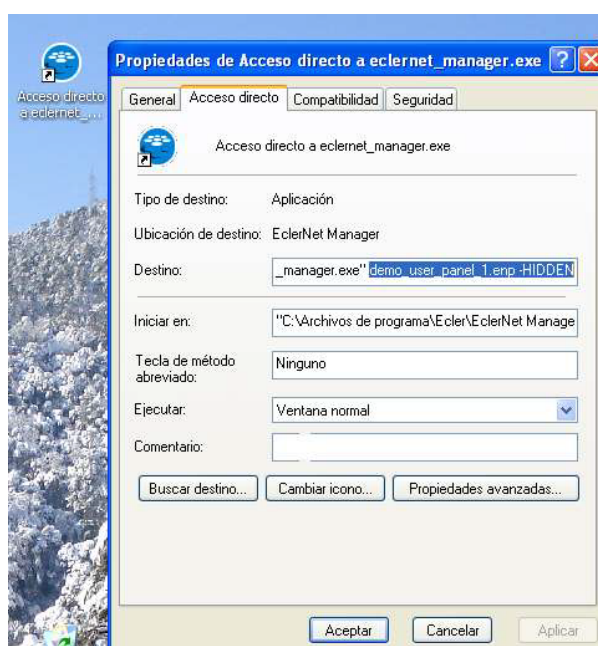 Acceso directo
a eclernet_...
Propiedades de Acceso directo a eclernet_manager.exe
General Acceso directo Compatibilidad Seguridad
Acceso directo a eclernet_manager.exe
Tipo de destino: Aplicación
Ubicación de destino: EclerNet Manager
Destino: _manager.exe" demo_user_panel_1.enp -HIDDEN
Iniciar en: "C:\Archivos de programa\Ecler\EclerNet Manage
Tecla de método
abreviado: Ninguno
Ejecutar: Ventana normal
Comentario:
Buscar destino... Cambiar icono... Propiedades avanzadas...
Aceptar Cancelar Aplicar